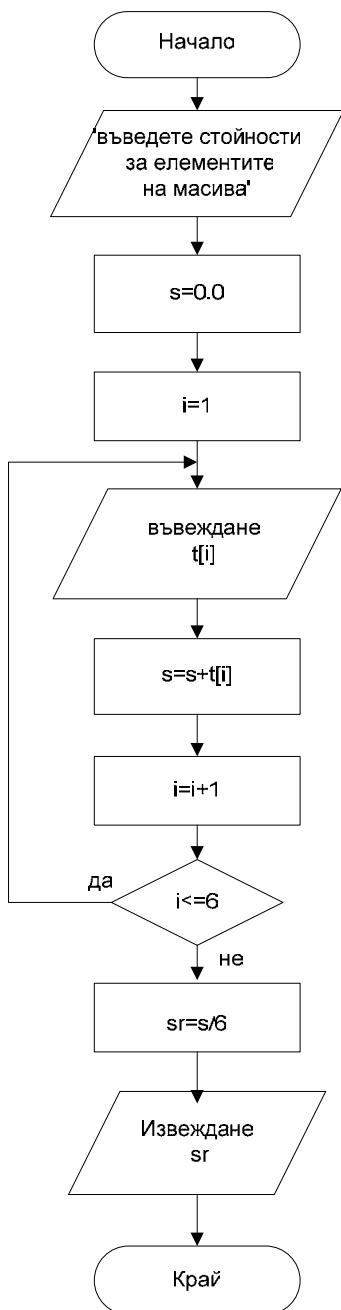 Начало
'въведете стойности
за елементите
на масива'
s=0.0
i=1
въвеждане
t[i]
s=s+t[i]
i=i+1
да
i<=6
не
sr=s/6
Извеждане
sr
Край